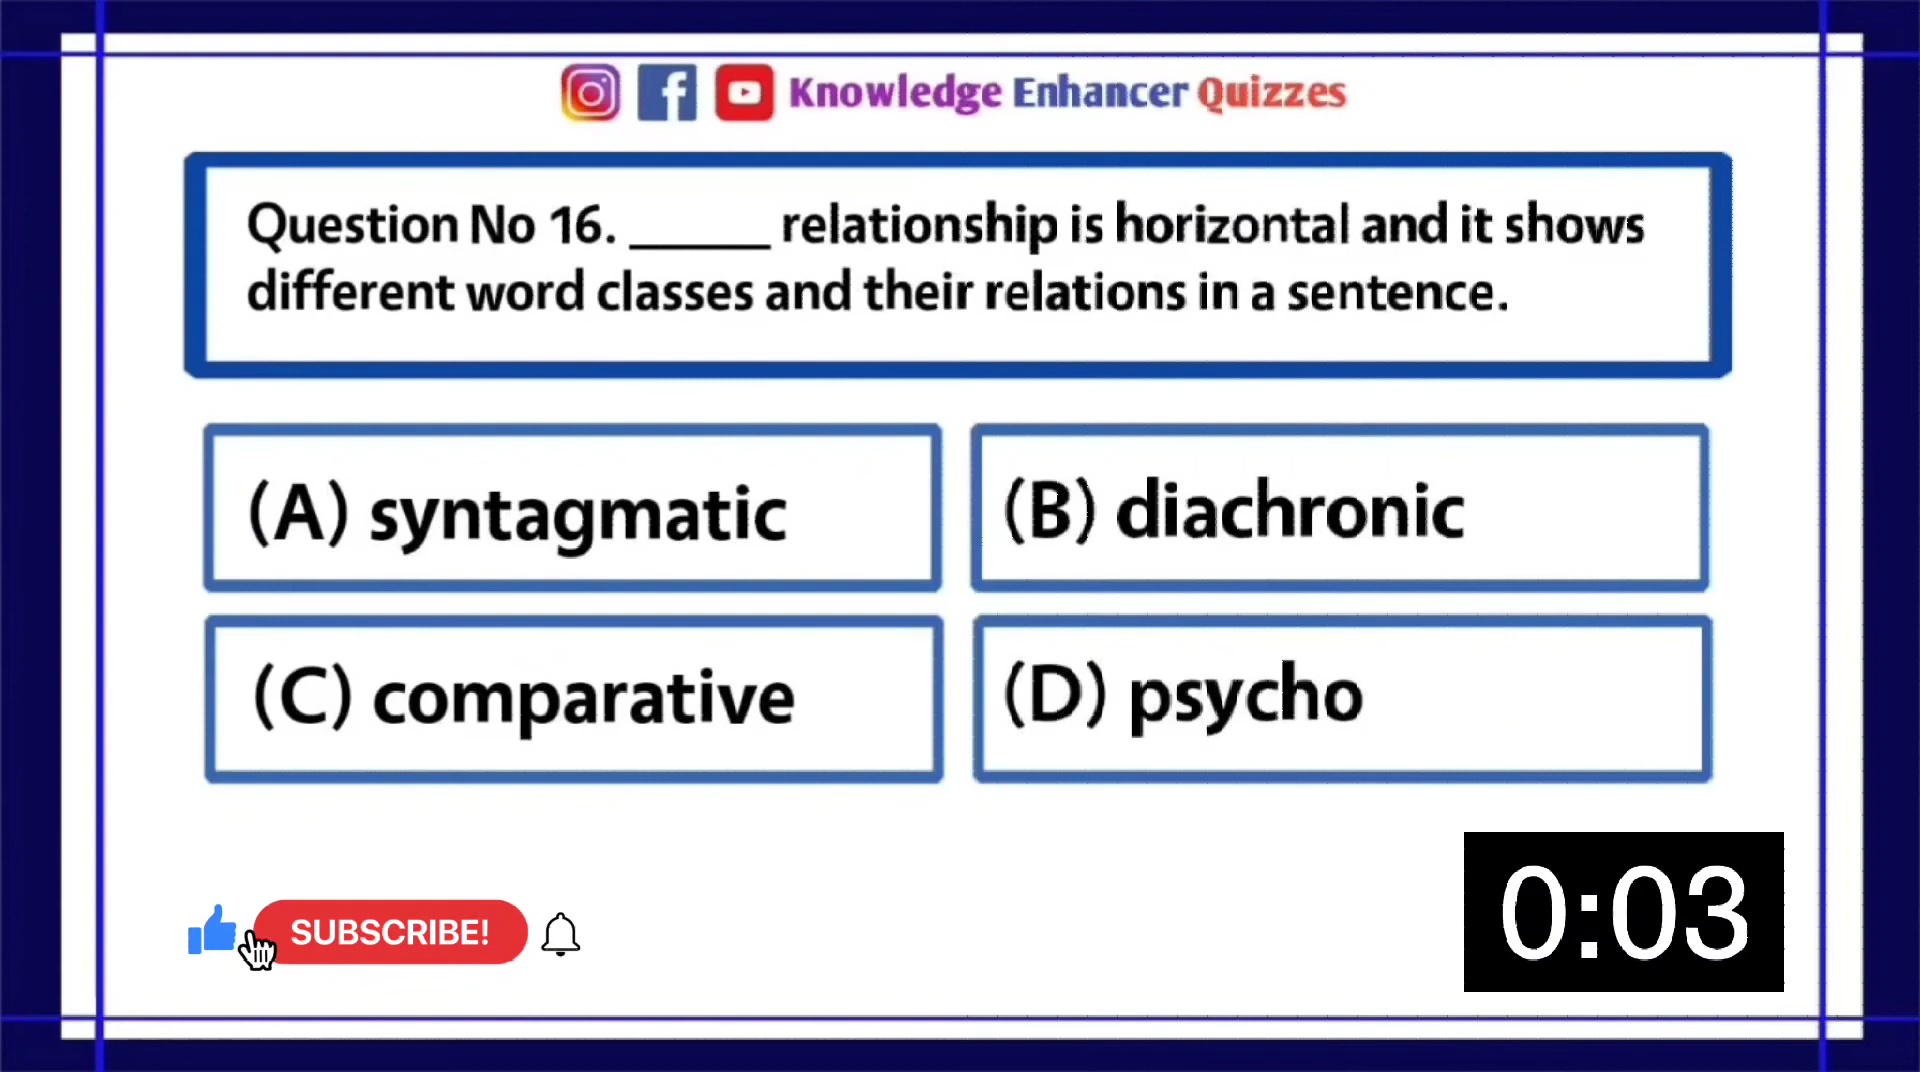 Knowledge Enhancer Quizzes
Question No 16. ______ relationship is horizontal and it shows
different word classes and their relations in a sentence.
(A) syntagmatic
(B) diachronic
(C) comparative
(D) psycho
SUBSCRIBE!
0:03